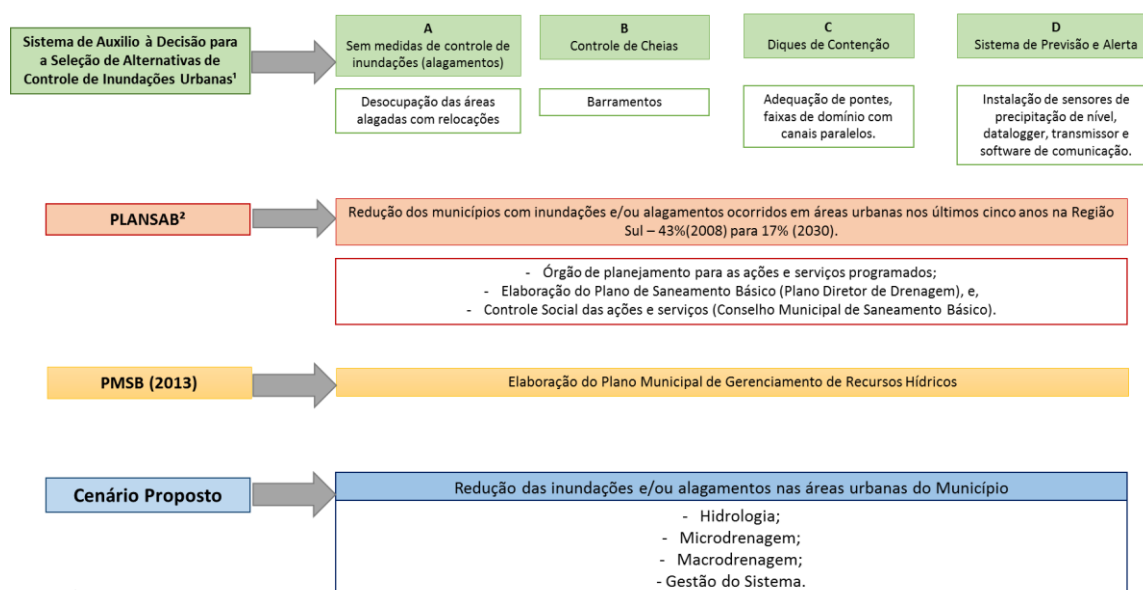 Sistema de Auxilio à Decisão para
a Seleção de Alternativas de
Controle de Inundações Urbanas¹
A
Sem medidas de controle de
inundações (alagamentos)
Desocupação das áreas
alagadas com relocações
B
Controle de Cheias
Barramentos
C
Diques de Contenção
Adequação de pontes,
faixas de domínio com
canais paralelos.
D
Sistema de Previsão e Alerta
Instalação de sensores de
precipitação de nível,
datalogger, transmissor e
software de comunicação.
PLANSAB²
Redução dos municípios com inundações e/ou alagamentos ocorridos em áreas urbanas nos últimos cinco anos na Região
Sul – 43%(2008) para 17% (2030).
- Órgão de planejamento para as ações e serviços programados;
- Elaboração do Plano de Saneamento Básico (Plano Diretor de Drenagem), e,
- Controle Social das ações e serviços (Conselho Municipal de Saneamento Básico).
PMSB (2013)
Elaboração do Plano Municipal de Gerenciamento de Recursos Hídricos
Cenário Proposto
Redução das inundações e/ou alagamentos nas áreas urbanas do Município
- Hidrologia;
- Microdrenagem;
- Macrodrenagem;
- Gestão do Sistema.